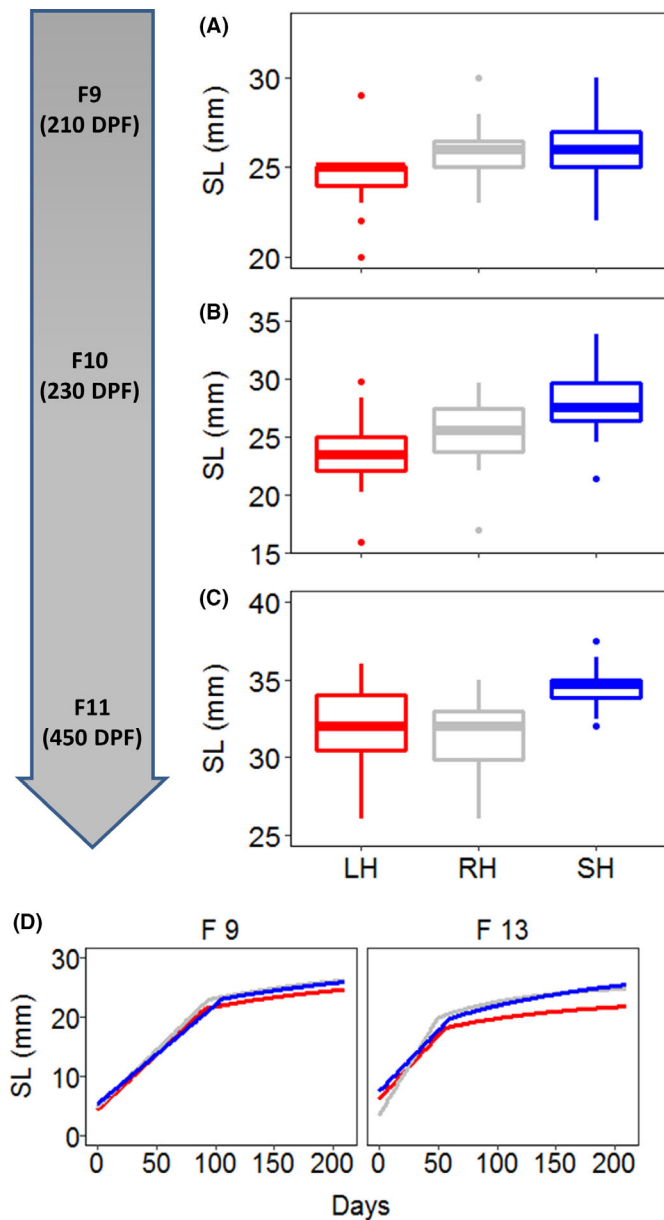 F9
(210 DPF)
F10
(230 DPF)
F11
(450 DPF)
(A)
SL (mm)
30
25
20
(B)
SL (mm)
35
30
25
20
15
(C)
SL (mm)
40
35
30
25
LH RH SH
(D)
F 9 F 13
SL (mm)
30
20
10
0
0 50 100 150 200 0 50 100 150 200
Days